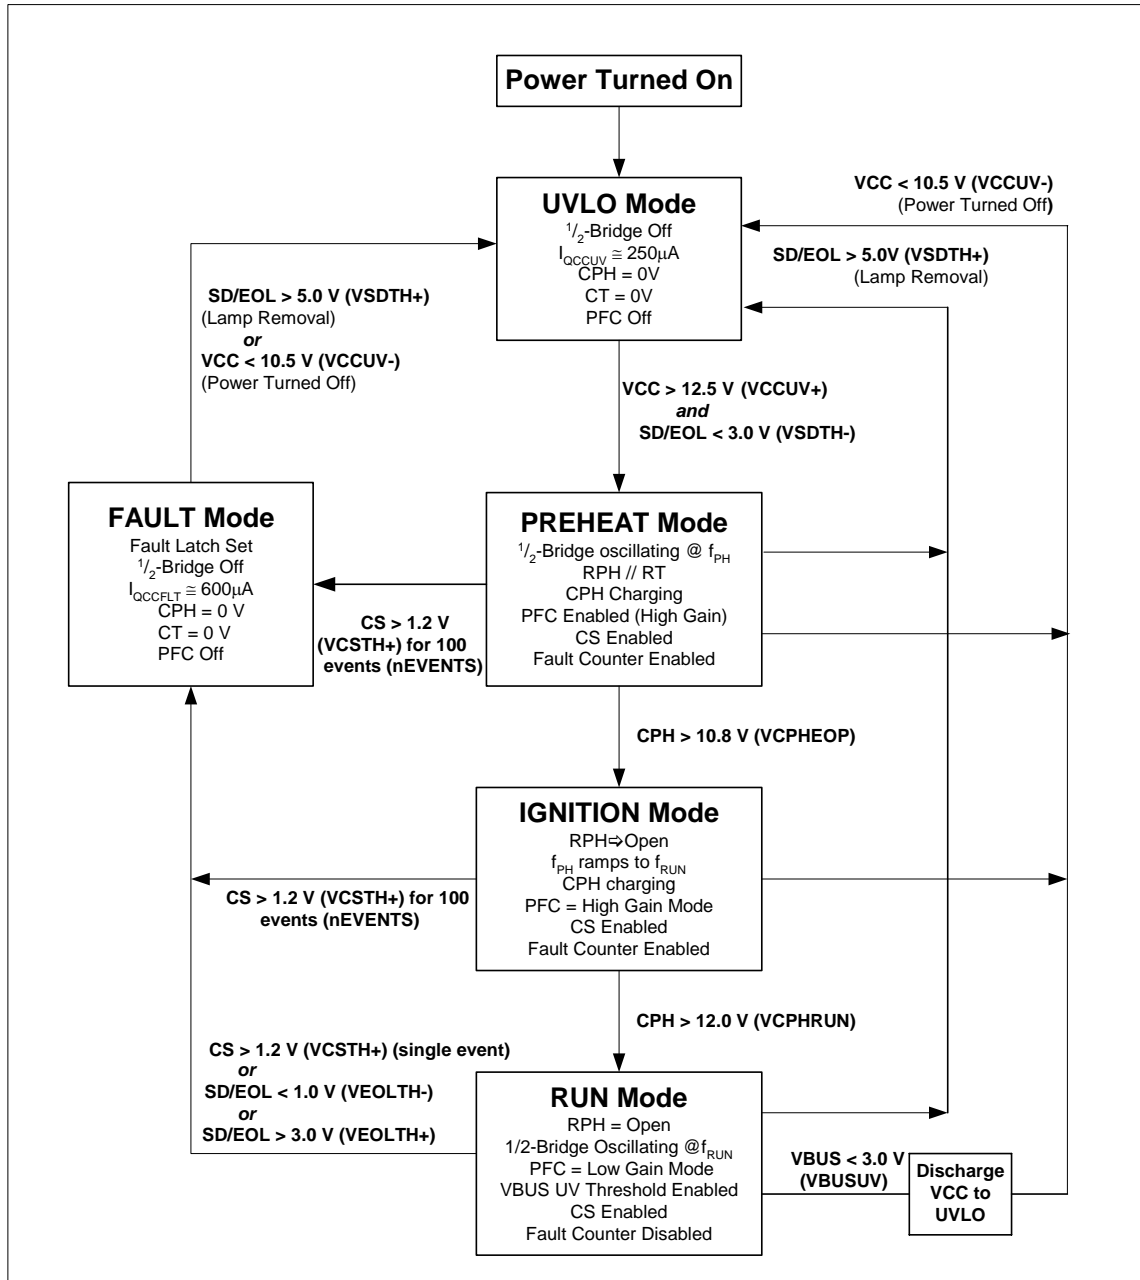 Power Turned On
UVLO Mode
1/2-Bridge Off
IQCCUV ≅ 250µA
CPH = 0V
CT = 0V
PFC Off
VCC < 10.5 V (VCCUV-)
(Power Turned Off)
SD/EOL > 5.0V (VSDTH+)
(Lamp Removal)
SD/EOL > 5.0 V (VSDTH+)
(Lamp Removal)
or
VCC < 10.5 V (VCCUV-)
(Power Turned Off)
VCC > 12.5 V (VCCUV+)
and
SD/EOL < 3.0 V (VSDTH-)
FAULT Mode
Fault Latch Set
1/2-Bridge Off
IQCCFLT ≅ 600µA
CPH = 0 V
CT = 0 V
PFC Off
CS > 1.2 V
(VCSTH+) for 100
events (nEVENTS)
PREHEAT Mode
1/2-Bridge oscillating @ fPH
RPH // RT
CPH Charging
PFC Enabled (High Gain)
CS Enabled
Fault Counter Enabled
CPH > 10.8 V (VCPHEOP)
IGNITION Mode
RPH⇨Open
fPH ramps to fRUN
CPH charging
PFC = High Gain Mode
CS Enabled
Fault Counter Enabled
CS > 1.2 V (VCSTH+) for 100
events (nEVENTS)
CPH > 12.0 V (VCPHRUN)
CS > 1.2 V (VCSTH+) (single event)
or
SD/EOL < 1.0 V (VEOLTH-)
or
SD/EOL > 3.0 V (VEOLTH+)
RUN Mode
RPH = Open
1/2-Bridge Oscillating @fRUN
PFC = Low Gain Mode
VBUS UV Threshold Enabled
CS Enabled
Fault Counter Disabled
VBUS < 3.0 V
(VBUSUV)
Discharge
VCC to
UVLO